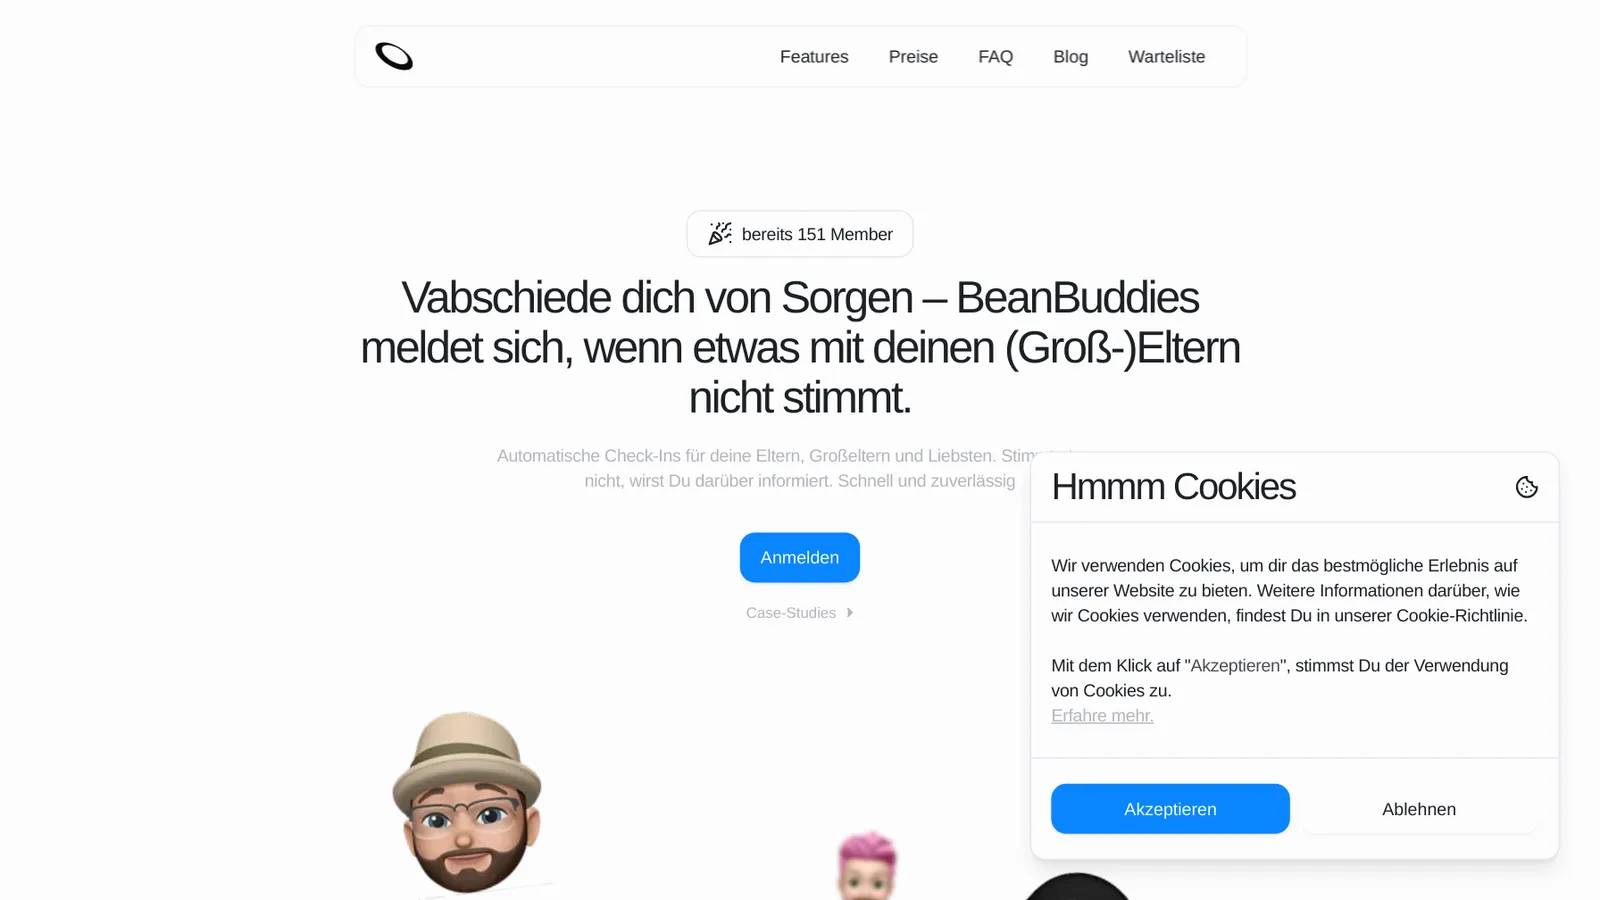 Features Preise FAQ Blog Warteliste
bereits 151 Member
Vabschiede dich von Sorgen – BeanBuddies
meldet sich, wenn etwas mit deinen (Groß-)Eltern
nicht stimmt.
Automatische Check-Ins für deine Eltern, Großeltern und Liebsten.
nicht, wirst Du darüber informiert. Schnell und zuverlässig
Anmelden
Case-Studies
Hmmm Cookies
Wir verwenden Cookies, um dir das bestmögliche Erlebnis auf
unserer Website zu bieten. Weitere Informationen darüber, wie
wir Cookies verwenden, findest Du in unserer Cookie-Richtlinie.
Mit dem Klick auf "Akzeptieren", stimmst Du der Verwendung
von Cookies zu.
Erfahre mehr.
Akzeptieren Ablehnen